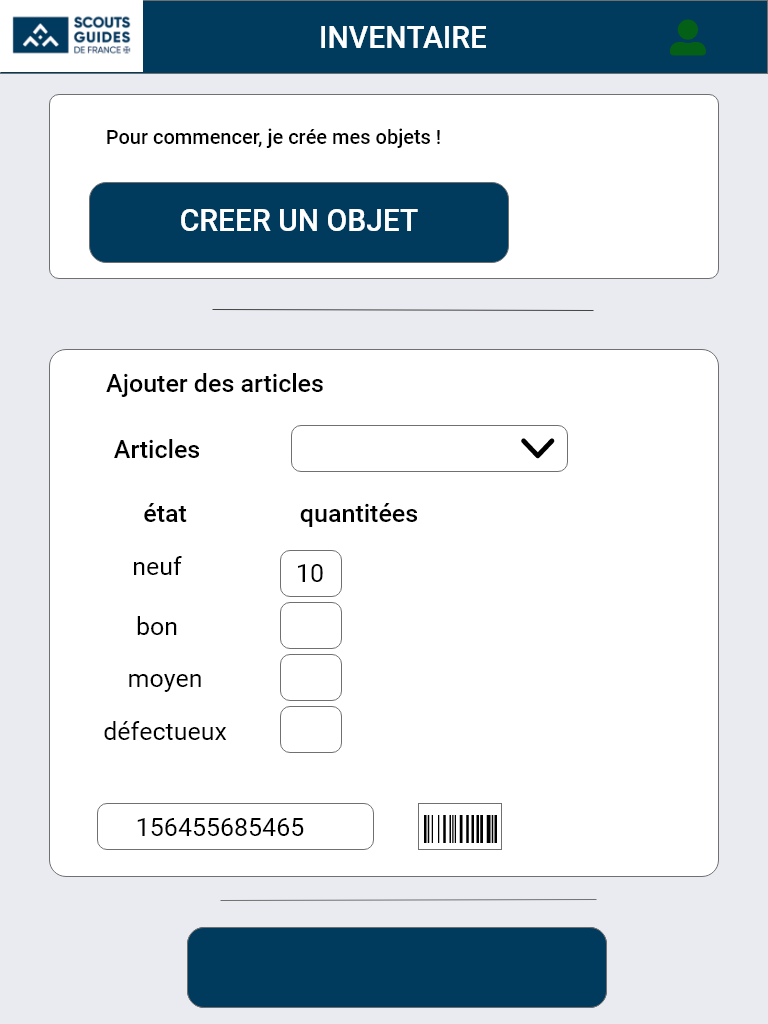 SCOUTS
GUIDES
DE FRANCE
INVENTAIRE
Pour commencer, je crée mes objets !
CREER UN OBJET
Ajouter des articles
Articles
état quantitées
neuf 10
bon
moyen
défectueux
156455685465